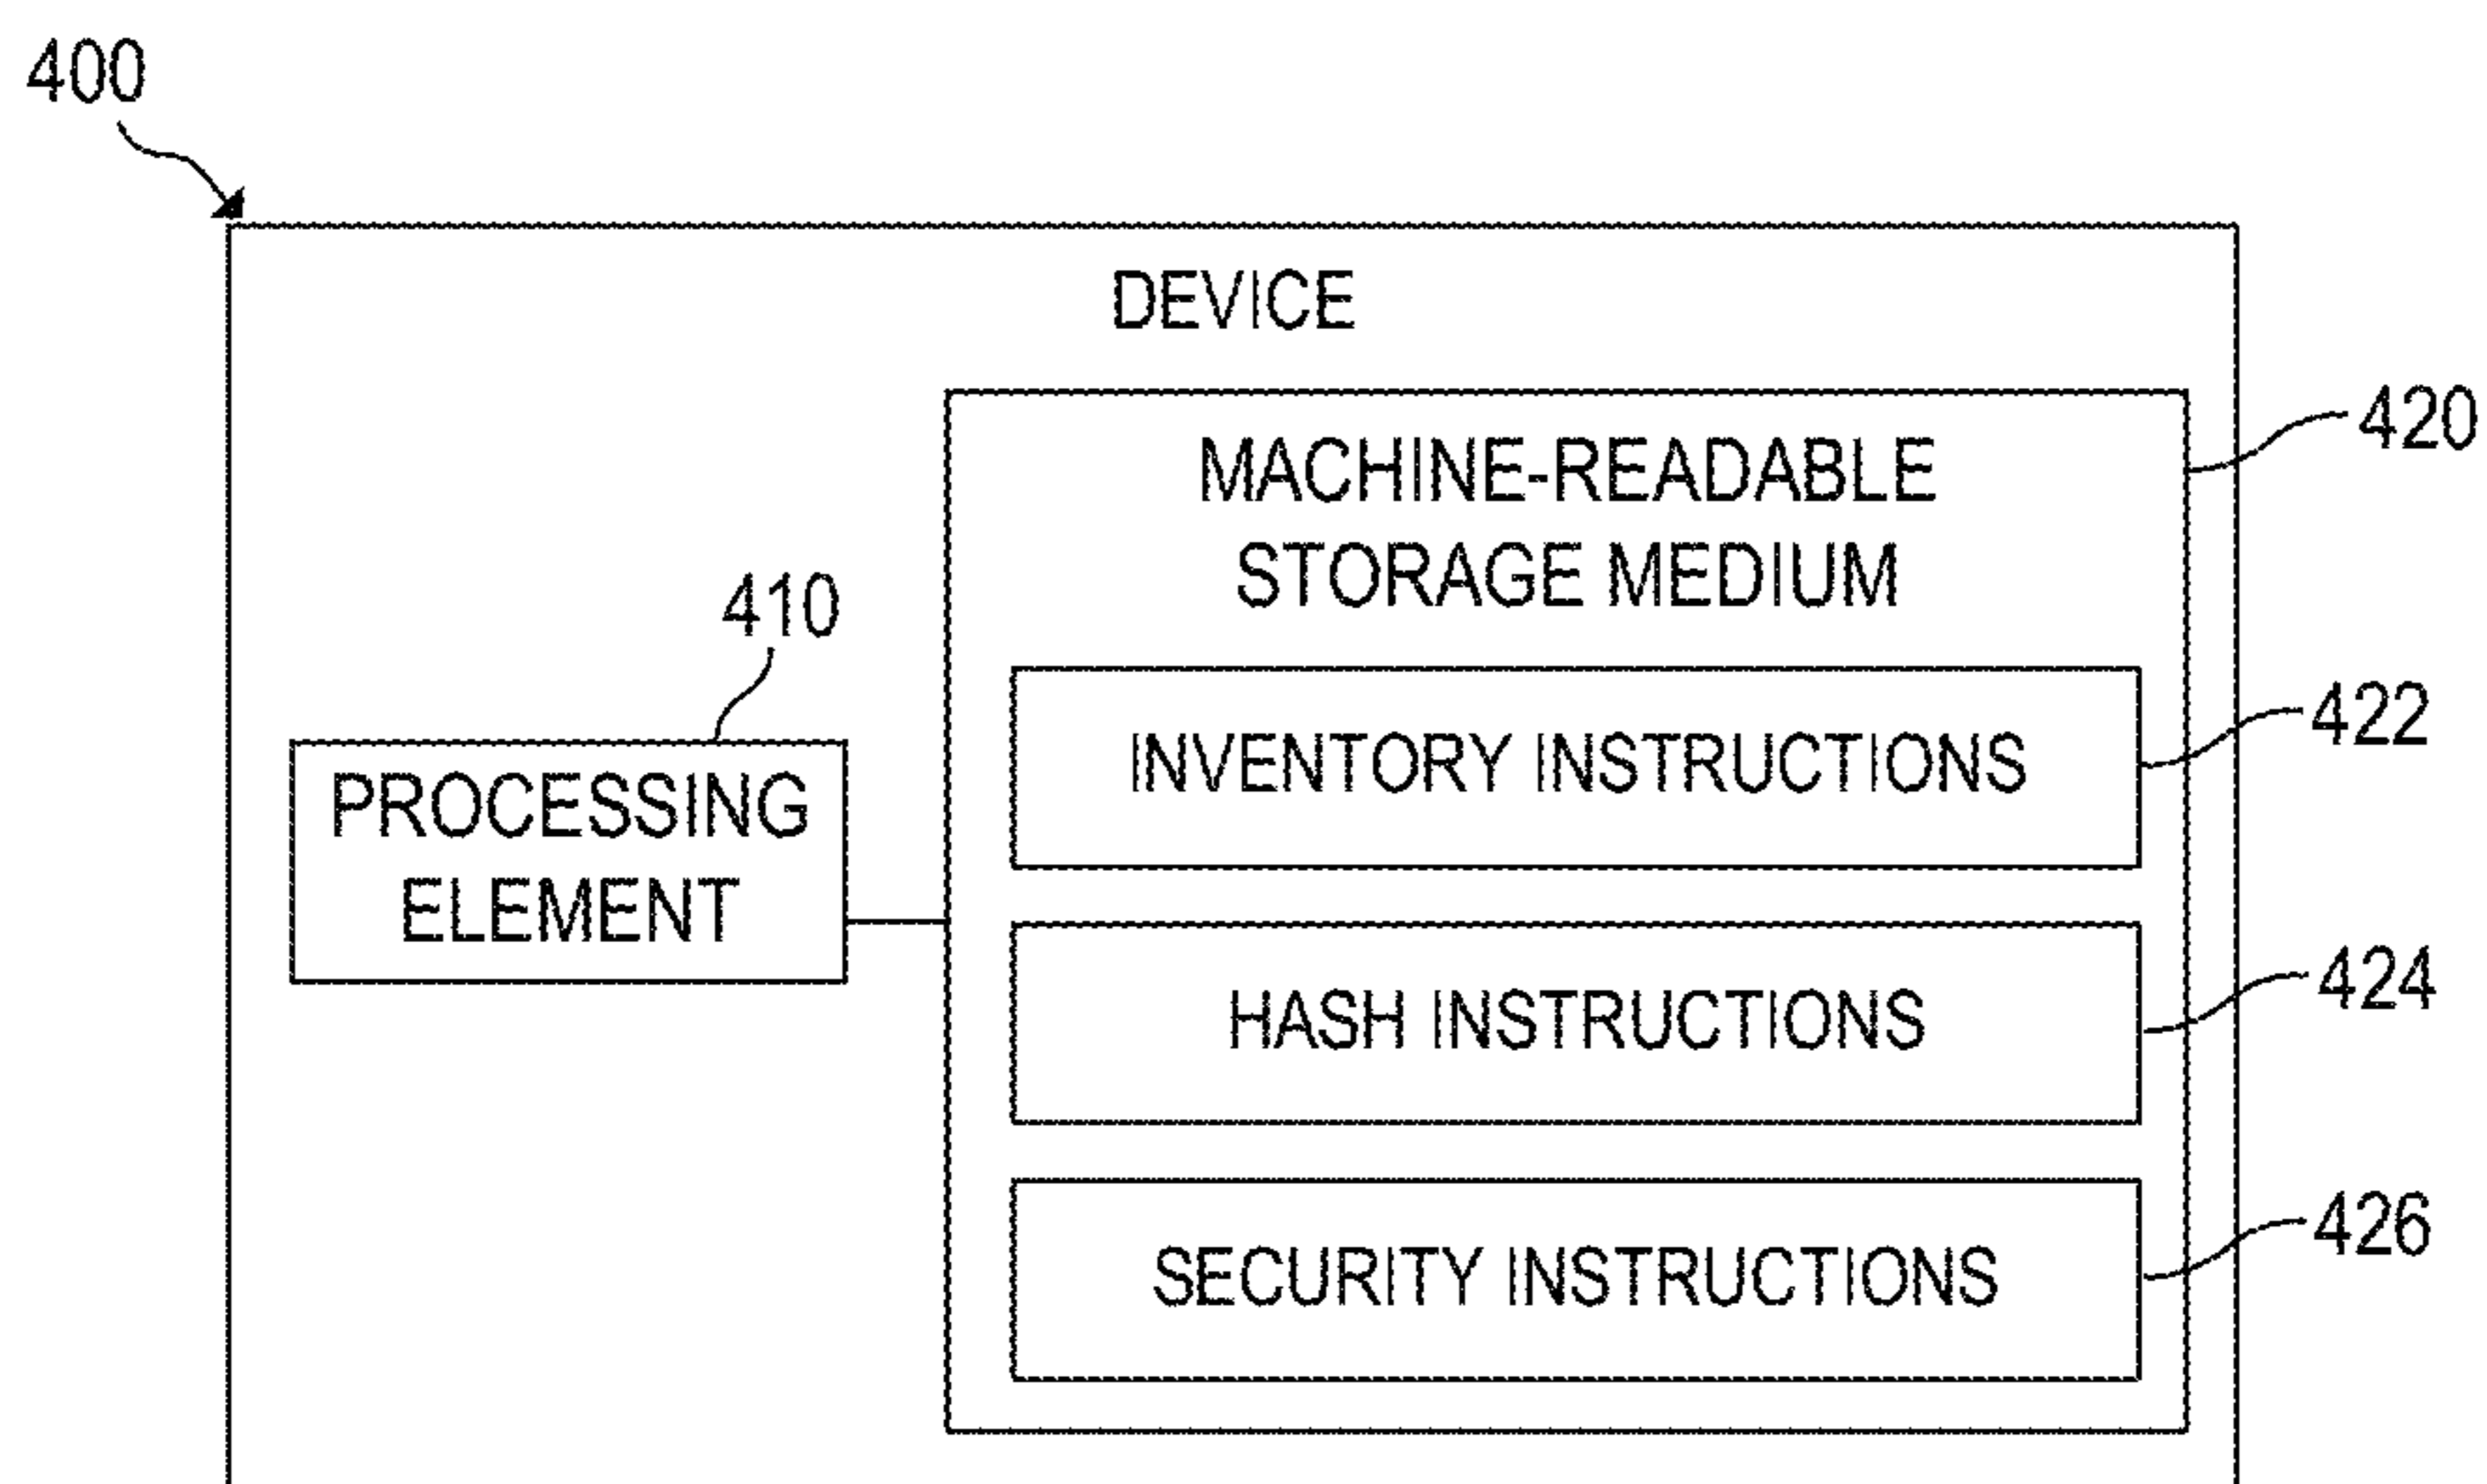 400
DEVICE
420
MACHINE-READABLE
STORAGE MEDIUM
410
422
INVENTORY INSTRUCTIONS
PROCESSING
ELEMENT
424
HASH INSTRUCTIONS
426
SECURITY INSTRUCTIONS